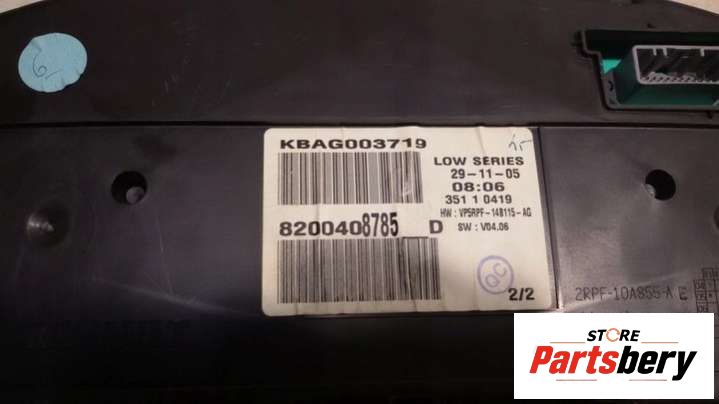 6
KBAG003719
LOW SERIES
29-11-05
08:06
351 1 0419
HW : VP5RPF-14B115-AG
SW : V04.06
8200408785 D
QC
2/2
2RPF-10A855-A E
STORE
Partsbery